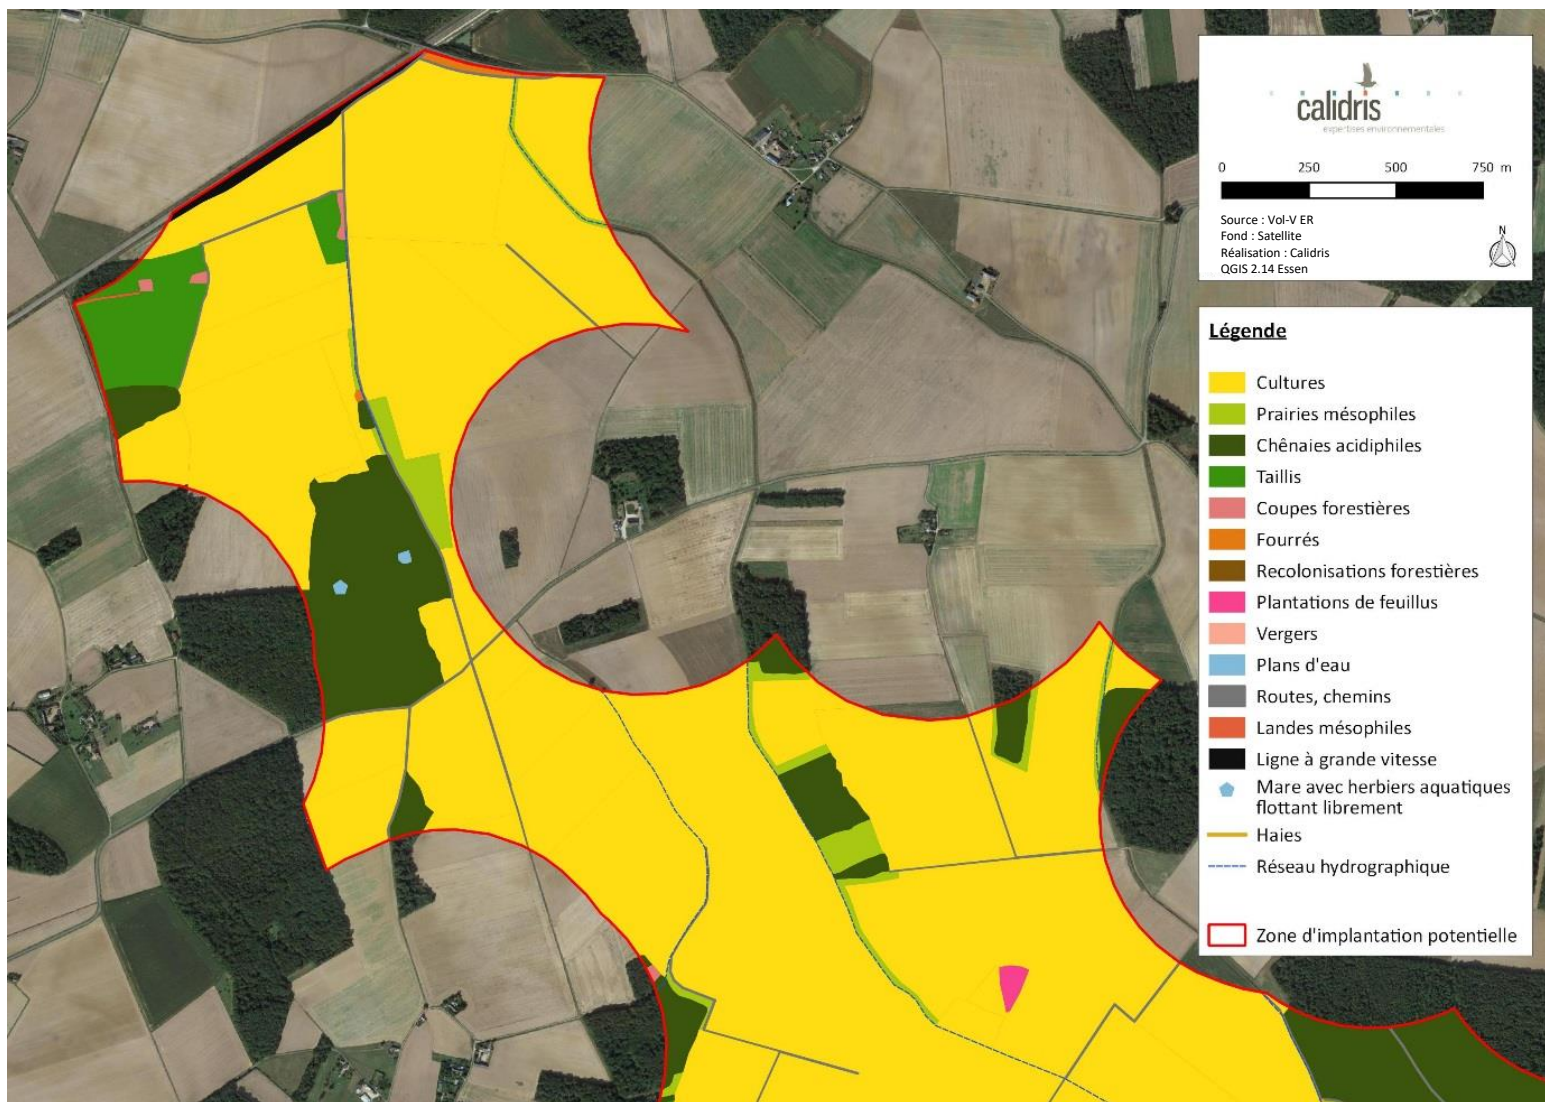 calidris
expertises environnementales
0 250 500 750 m
Source : Vol-V ER
Fond : Satellite
Réalisation : Calidris
QGIS 2.14 Essen
N
Légende
Cultures
Prairies mésophiles
Chênaies acidiphiles
Taillis
Coupes forestières
Fourrés
Recolonisations forestières
Plantations de feuillus
Vergers
Plans d'eau
Routes, chemins
Landes mésophiles
Ligne à grande vitesse
Mare avec herbiers aquatiques
flottant librement
Haies
Réseau hydrographique
Zone d'implantation potentielle